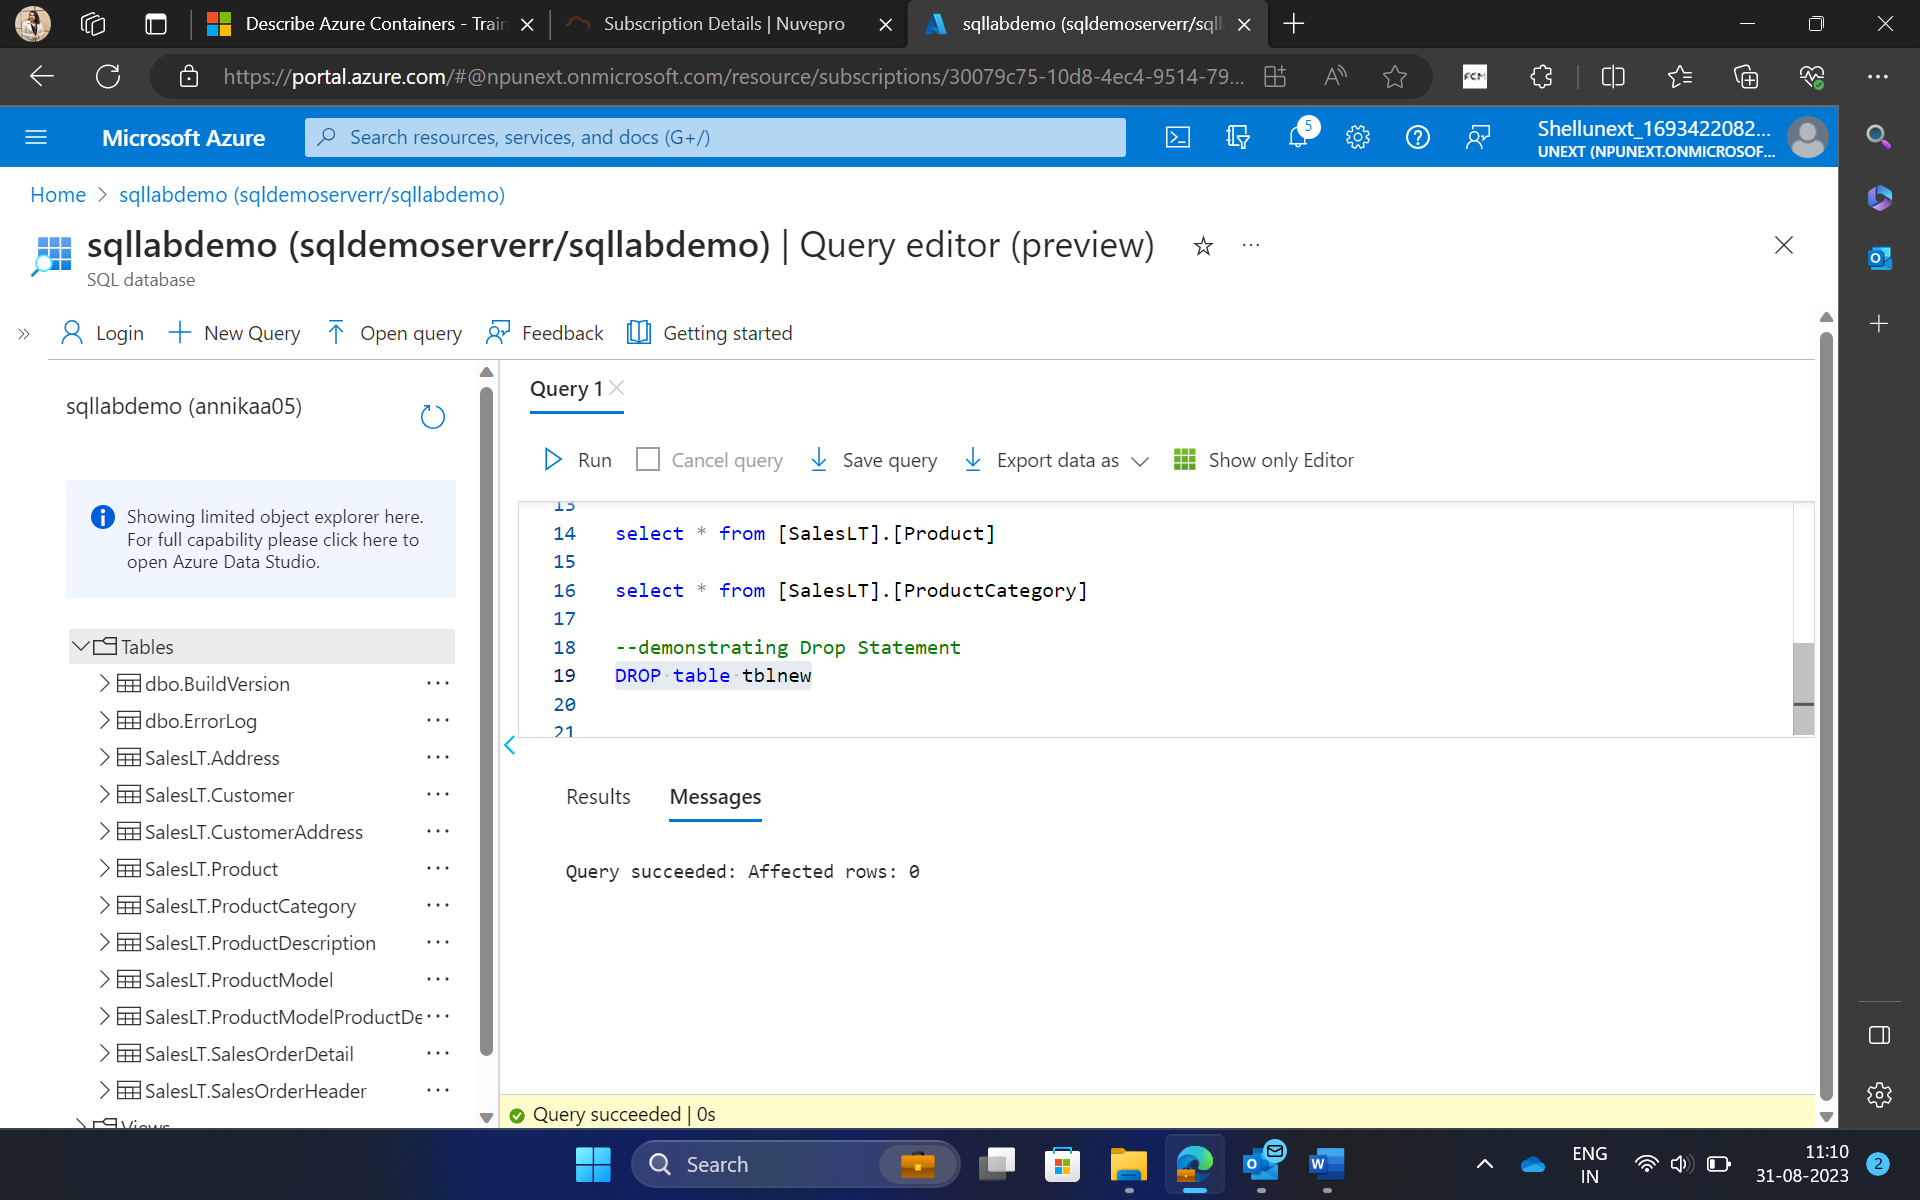 Describe Azure Containers - Train
Subscription Details | Nuvepro
sqllabdemo (sqldemoserverr/sqll
https://portal.azure.com/#@npunext.onmicrosoft.com/resource/subscriptions/30079c75-10d8-4ec4-9514-79...
FCM
Microsoft Azure
Search resources, services, and docs (G+/)
5
Shellunext_1693422082...
UNEXT (NPUNEXT.ONMICROSOF...
Home > sqllabdemo (sqldemoserverr/sqllabdemo)
sqllabdemo (sqldemoserverr/sqllabdemo) | Query editor (preview)
SQL database
Login
New Query
Open query
Feedback
Getting started
sqllabdemo (annikaa05)
Showing limited object explorer here.
For full capability please click here to
open Azure Data Studio.
Tables
dbo.BuildVersion
dbo.ErrorLog
SalesLT.Address
SalesLT.Customer
SalesLT.CustomerAddress
SalesLT.Product
SalesLT.ProductCategory
SalesLT.ProductDescription
SalesLT.ProductModel
SalesLT.ProductModelProductDe
SalesLT.SalesOrderDetail
SalesLT.SalesOrderHeader
Views
Query 1
Run
Cancel query
Save query
Export data as
Show only Editor
13
14 select * from [SalesLT].[Product]
15
16 select * from [SalesLT].[ProductCategory]
17
18 --demonstrating Drop Statement
19 DROP table tblnew
20
21
Results
Messages
Query succeeded: Affected rows: 0
Query succeeded | 0s
Search
ENG
IN
11:10
31-08-2023
2